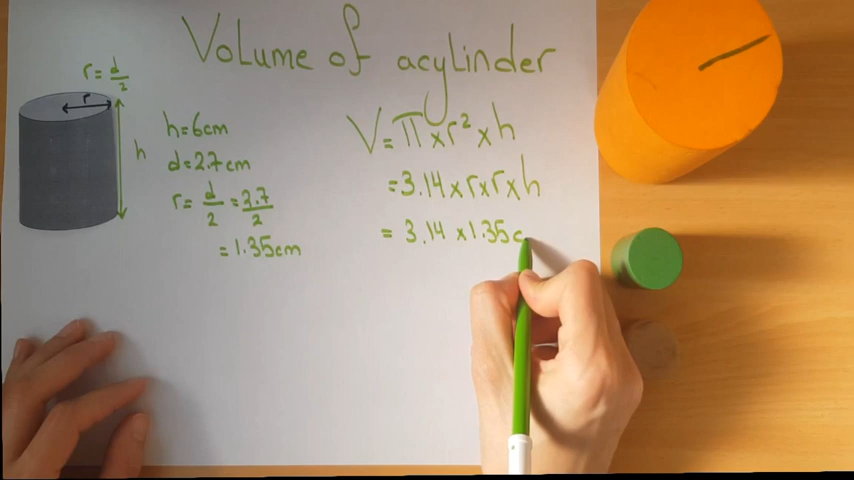 Volume of acylinder
r = d/2
r
h
h = 6cm
d = 2.7cm
r = d/2 = 2.7/2
= 1.35cm
V = π x r² x h
= 3.14 x r x r x h
= 3.14 x 1.35c